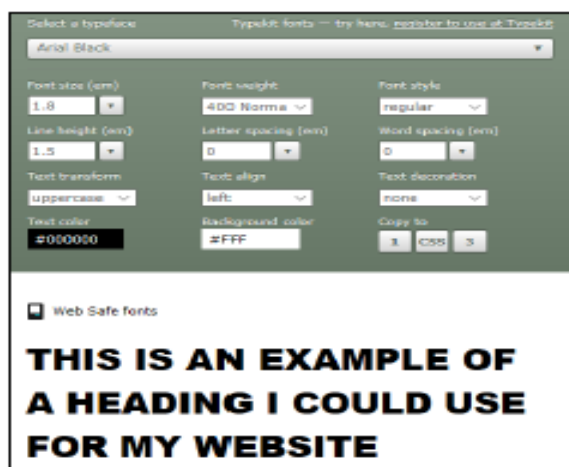 Select a typeface Typekit fonts — try here, register to use at Typekit
Arial Black
Font size (em) Font weight Font style
1.8 400 Norma regular
Line height (em) Letter spacing (em) Word spacing (em)
1.5 0 0
Text transform Text align Text decoration
uppercase left none
Text color Background color Copy to
#000000 #FFF 1 CSS 3
Web Safe fonts
THIS IS AN EXAMPLE OF
A HEADING I COULD USE
FOR MY WEBSITE